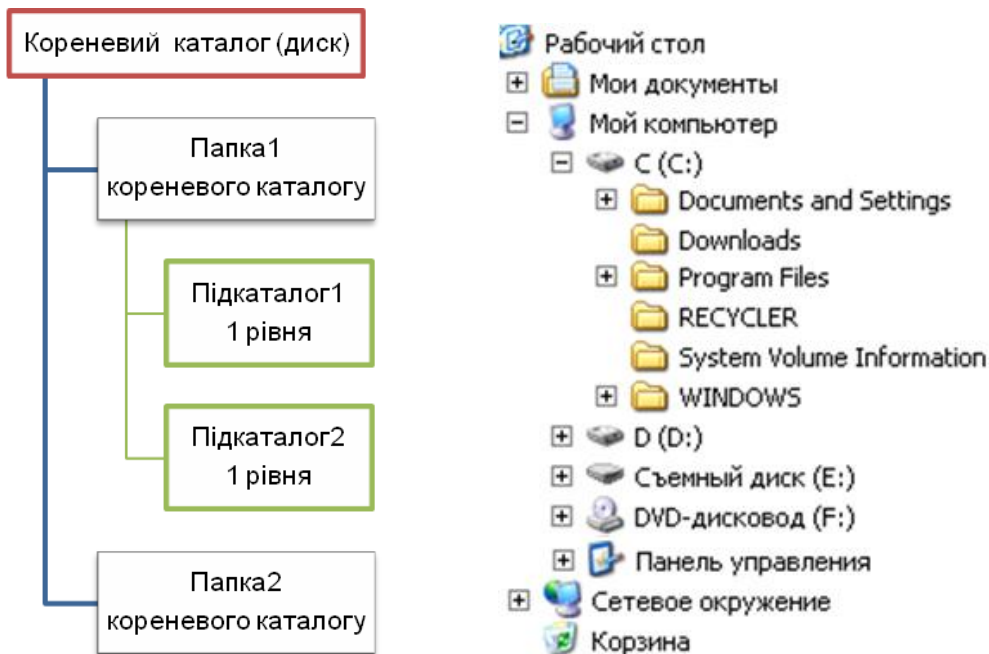 Кореневий каталог (диск)
Папка1
кореневого каталогу
Підкаталог1
1 рівня
Підкаталог2
1 рівня
Папка2
кореневого каталогу
Рабочий стол
Мои документы
Мой компьютер
C (C:)
Documents and Settings
Downloads
Program Files
RECYCLER
System Volume Information
WINDOWS
D (D:)
Съемный диск (E:)
DVD-дисковод (F:)
Панель управления
Сетевое окружение
Корзина